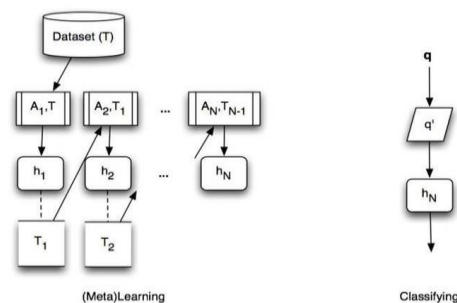 Dataset (T)
q
A1,T A2,T1 ... AN,TN-1
q'
h1 h2 ... hN
hN
T1 T2
(Meta)Learning Classifying